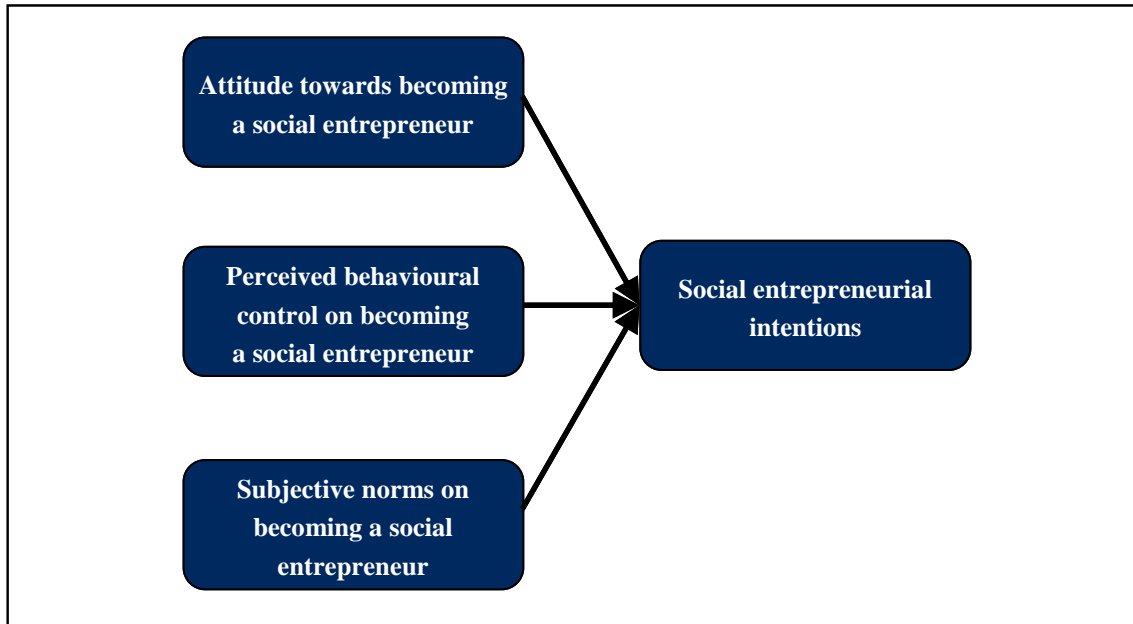 Attitude towards becoming
a social entrepreneur
Perceived behavioural
control on becoming
a social entrepreneur
Social entrepreneurial
intentions
Subjective norms on
becoming a social
entrepreneur